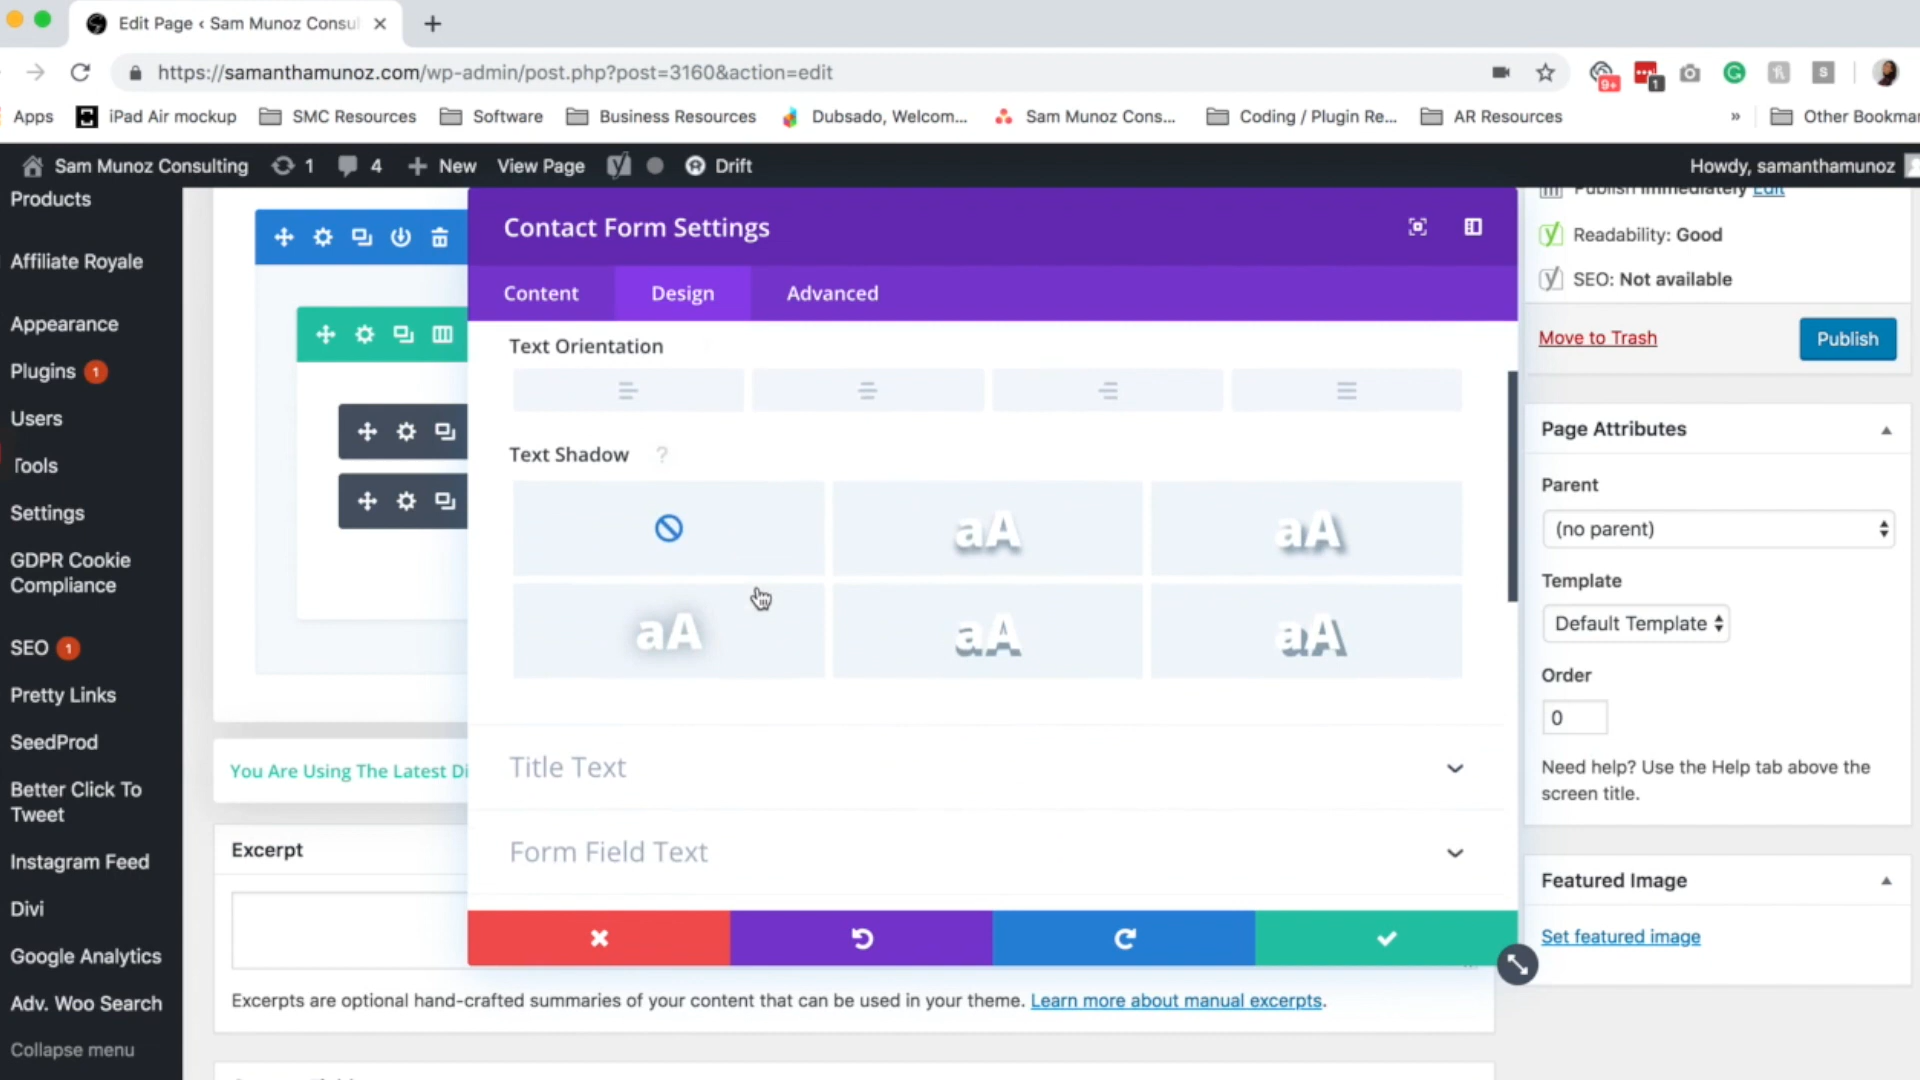 Edit Page ‹ Sam Munoz Consul
https://samanthamunoz.com/wp-admin/post.php?post=3160&action=edit
9+
1
S
Apps
iPad Air mockup
SMC Resources
Software
Business Resources
Dubsado, Welcom...
Sam Munoz Cons...
Coding / Plugin Re...
AR Resources
»
Other Bookmar
Sam Munoz Consulting
1
4
New
View Page
Drift
Howdy, samanthamunoz
Products
Affiliate Royale
Appearance
Plugins 1
Users
Tools
Settings
GDPR Cookie
Compliance
SEO 1
Pretty Links
SeedProd
Better Click To
Tweet
Instagram Feed
Divi
Google Analytics
Adv. Woo Search
Collapse menu
You Are Using The Latest Di
Excerpt
Excerpts are optional hand-crafted summaries of your content that can be used in your theme. Learn more about manual excerpts.
Contact Form Settings
Content
Design
Advanced
Text Orientation
Text Shadow ?
aA
aA
aA
aA
aA
Title Text
Form Field Text
Publish Immediately Edit
Readability: Good
SEO: Not available
Move to Trash
Publish
Page Attributes
Parent
(no parent)
Template
Default Template
Order
0
Need help? Use the Help tab above the
screen title.
Featured Image
Set featured image